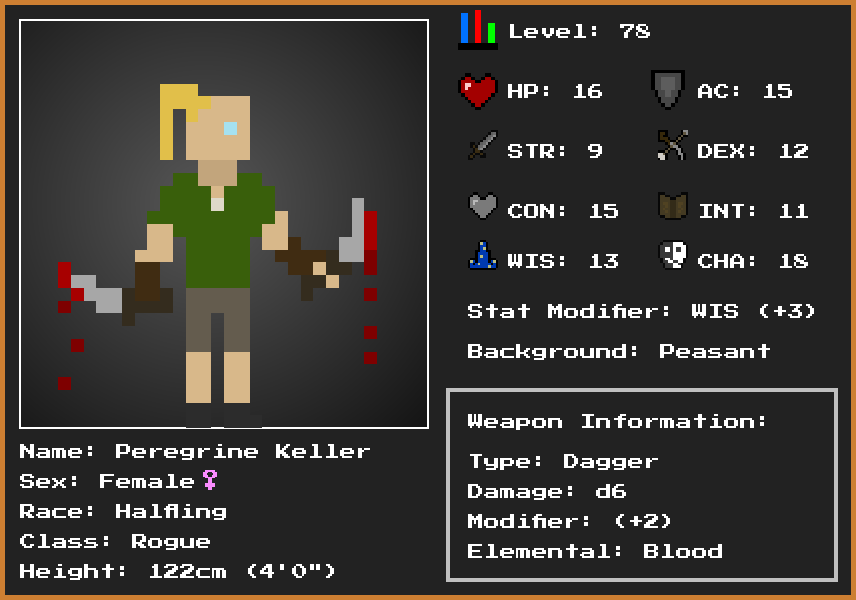 Level: 78
HP: 16
AC: 15
STR: 9
DEX: 12
CON: 15
INT: 11
WIS: 13
CHA: 18
Stat Modifier: WIS (+3)
Background: Peasant
Weapon Information:
Type: Dagger
Damage: d6
Modifier: (+2)
Elemental: Blood
Name: Peregrine Keller
Sex: Female♀
Race: Halfling
Class: Rogue
Height: 122cm (4'0")